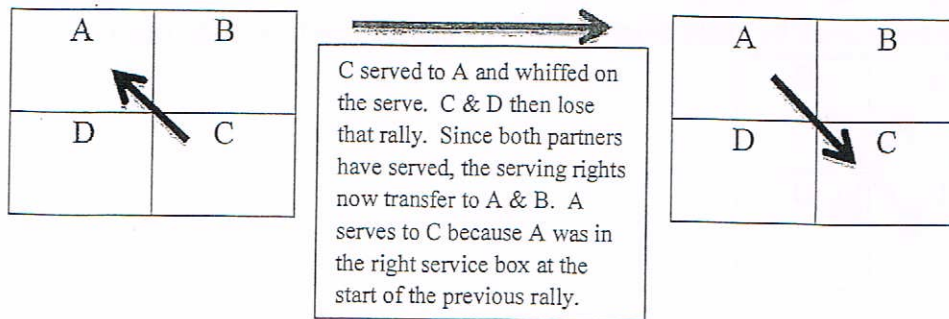 A B
D C
C served to A and whiffed on
the serve. C & D then lose
that rally. Since both partners
have served, the serving rights
now transfer to A & B. A
serves to C because A was in
the right service box at the
start of the previous rally.
A B
D C